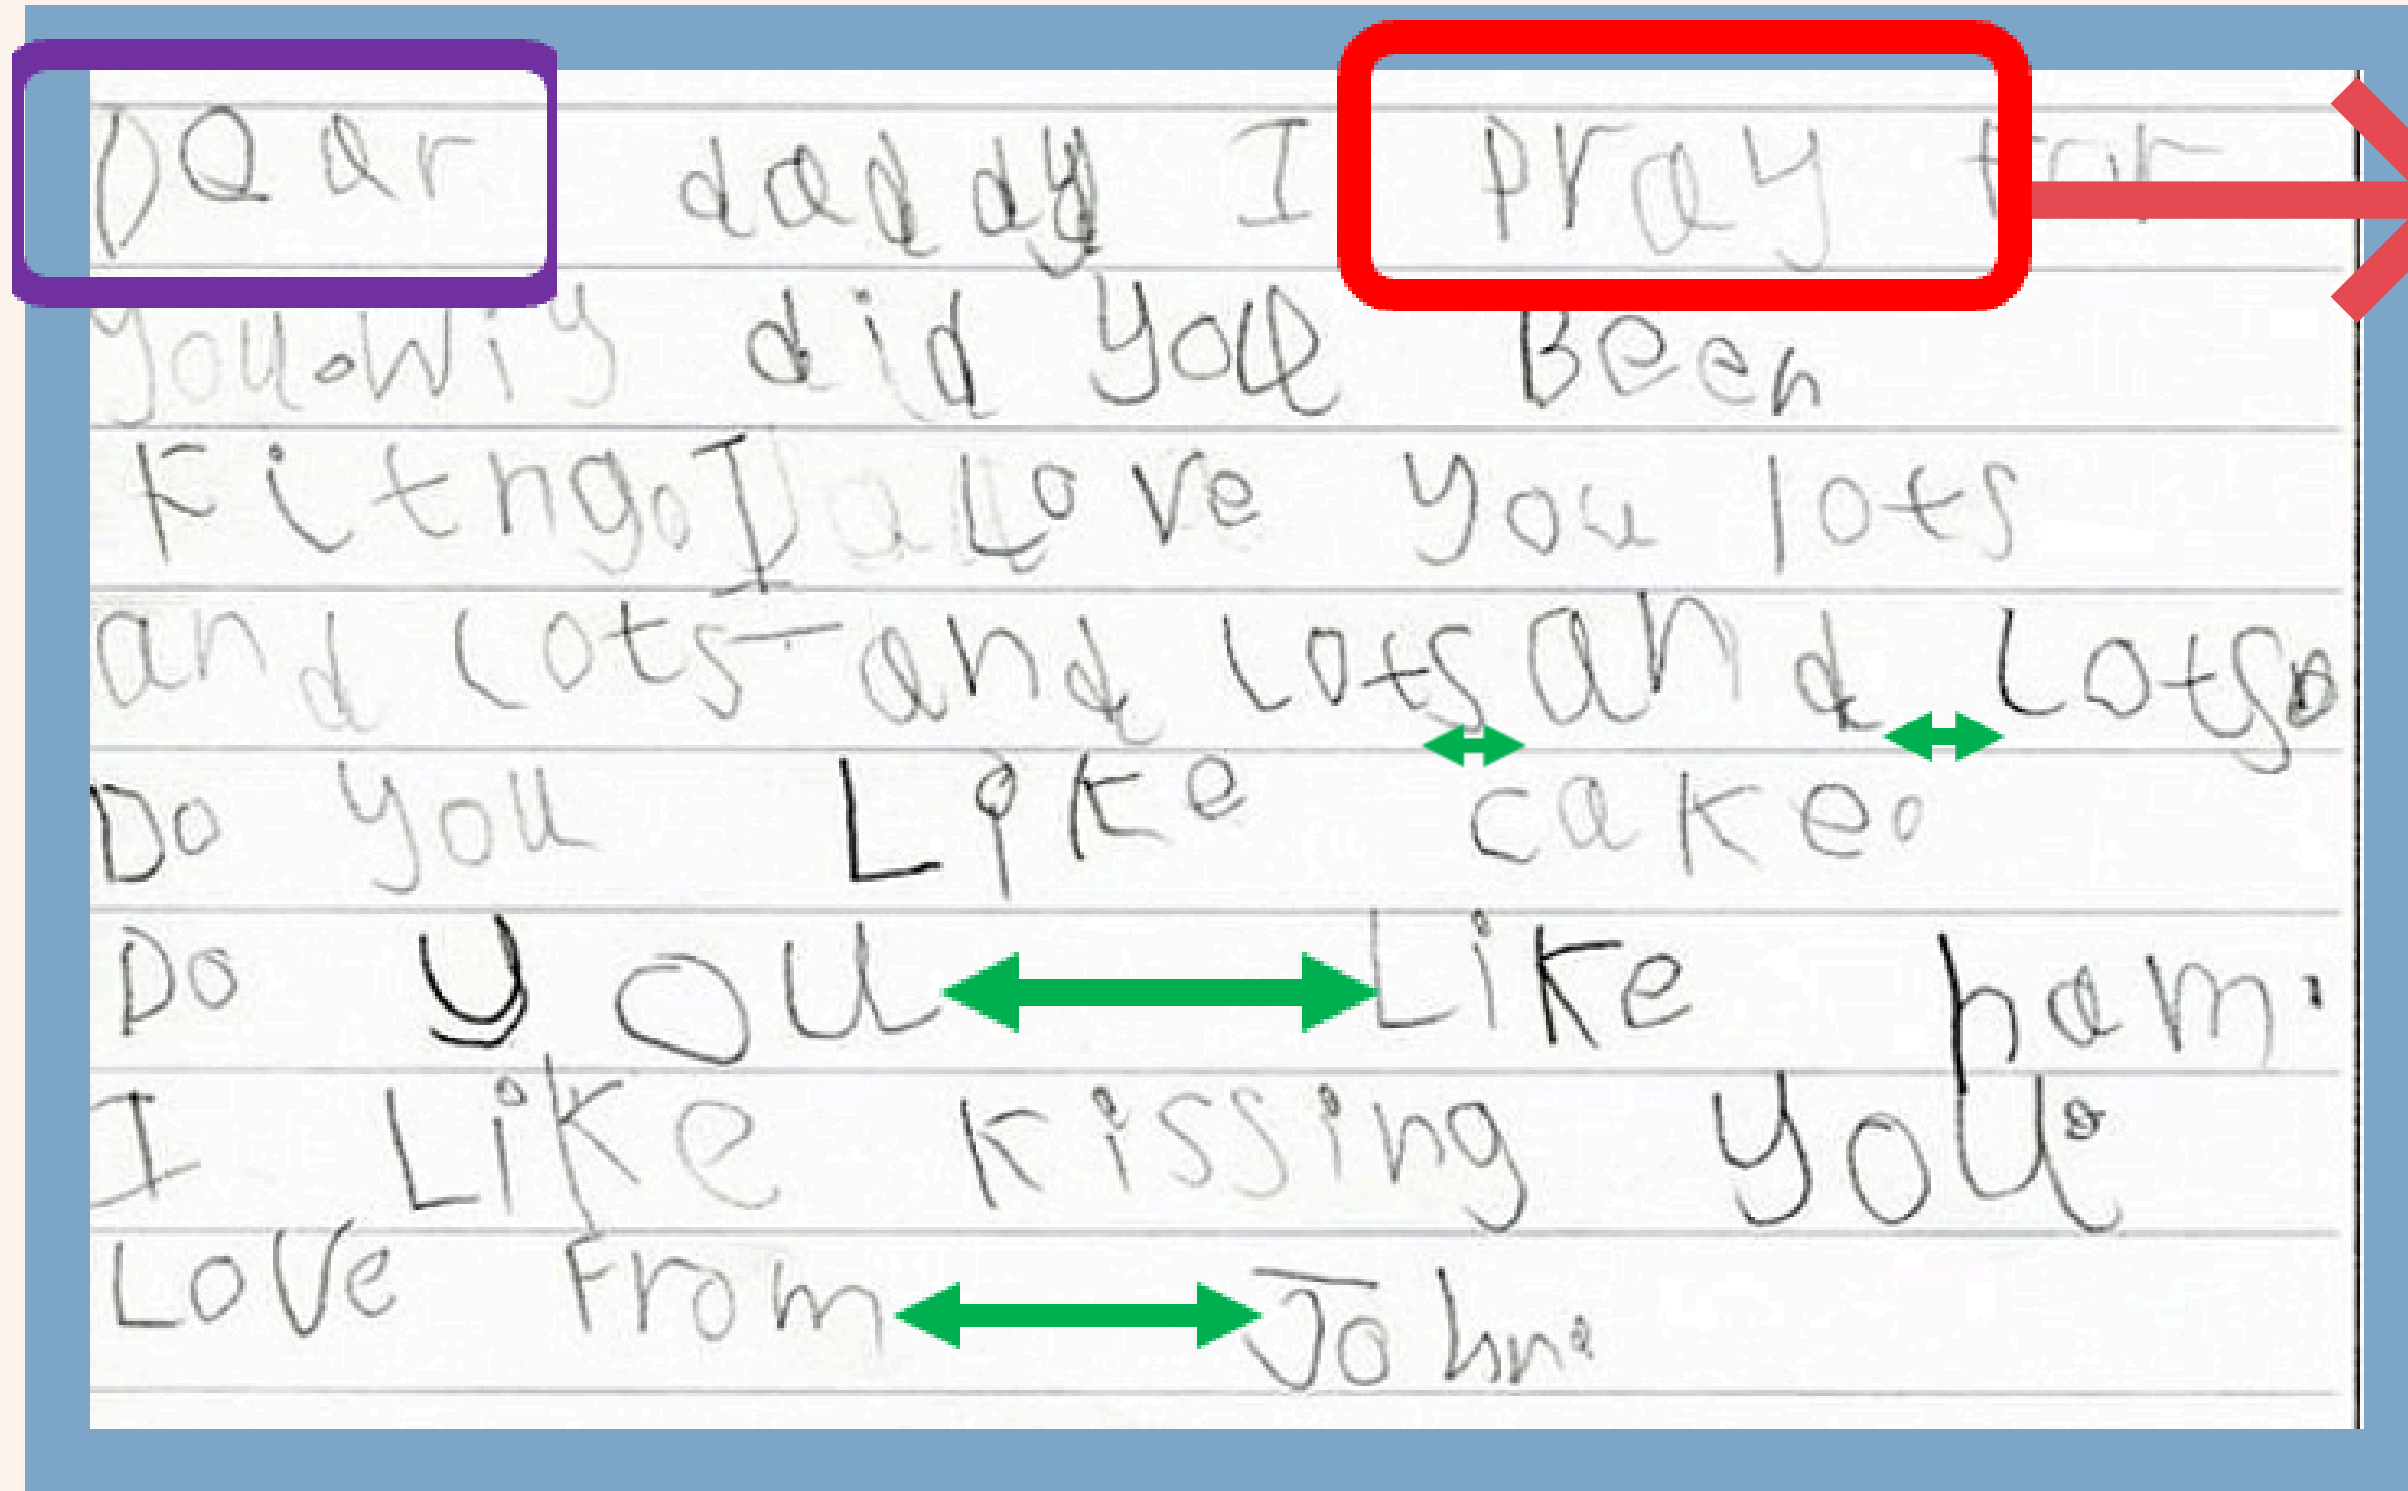 Dear daddy I pray for
you. Wiy did you Been
Kitng. I Love you lots
and Lots and Lots and Lots.
Do you Like cake.
Do you Like ham.
I Like Kissing you.
Love From John.